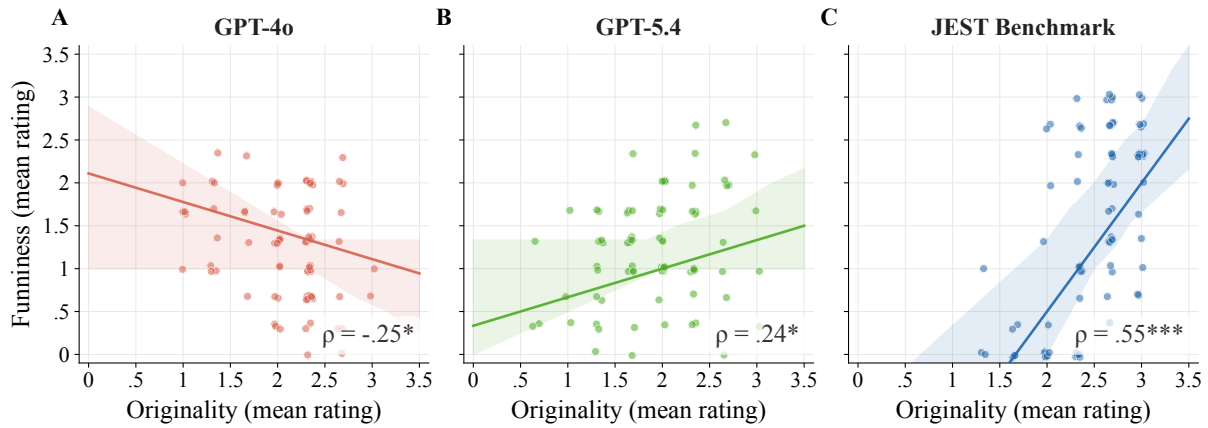 A
GPT-4o
B
GPT-5.4
C
JEST Benchmark
Funniness (mean rating)
3.5
3
2.5
2
1.5
1
.5
0
ρ = -.25*
ρ = .24*
ρ = .55***
0 .5 1 1.5 2 2.5 3 3.5
0 .5 1 1.5 2 2.5 3 3.5
0 .5 1 1.5 2 2.5 3 3.5
Originality (mean rating)
Originality (mean rating)
Originality (mean rating)